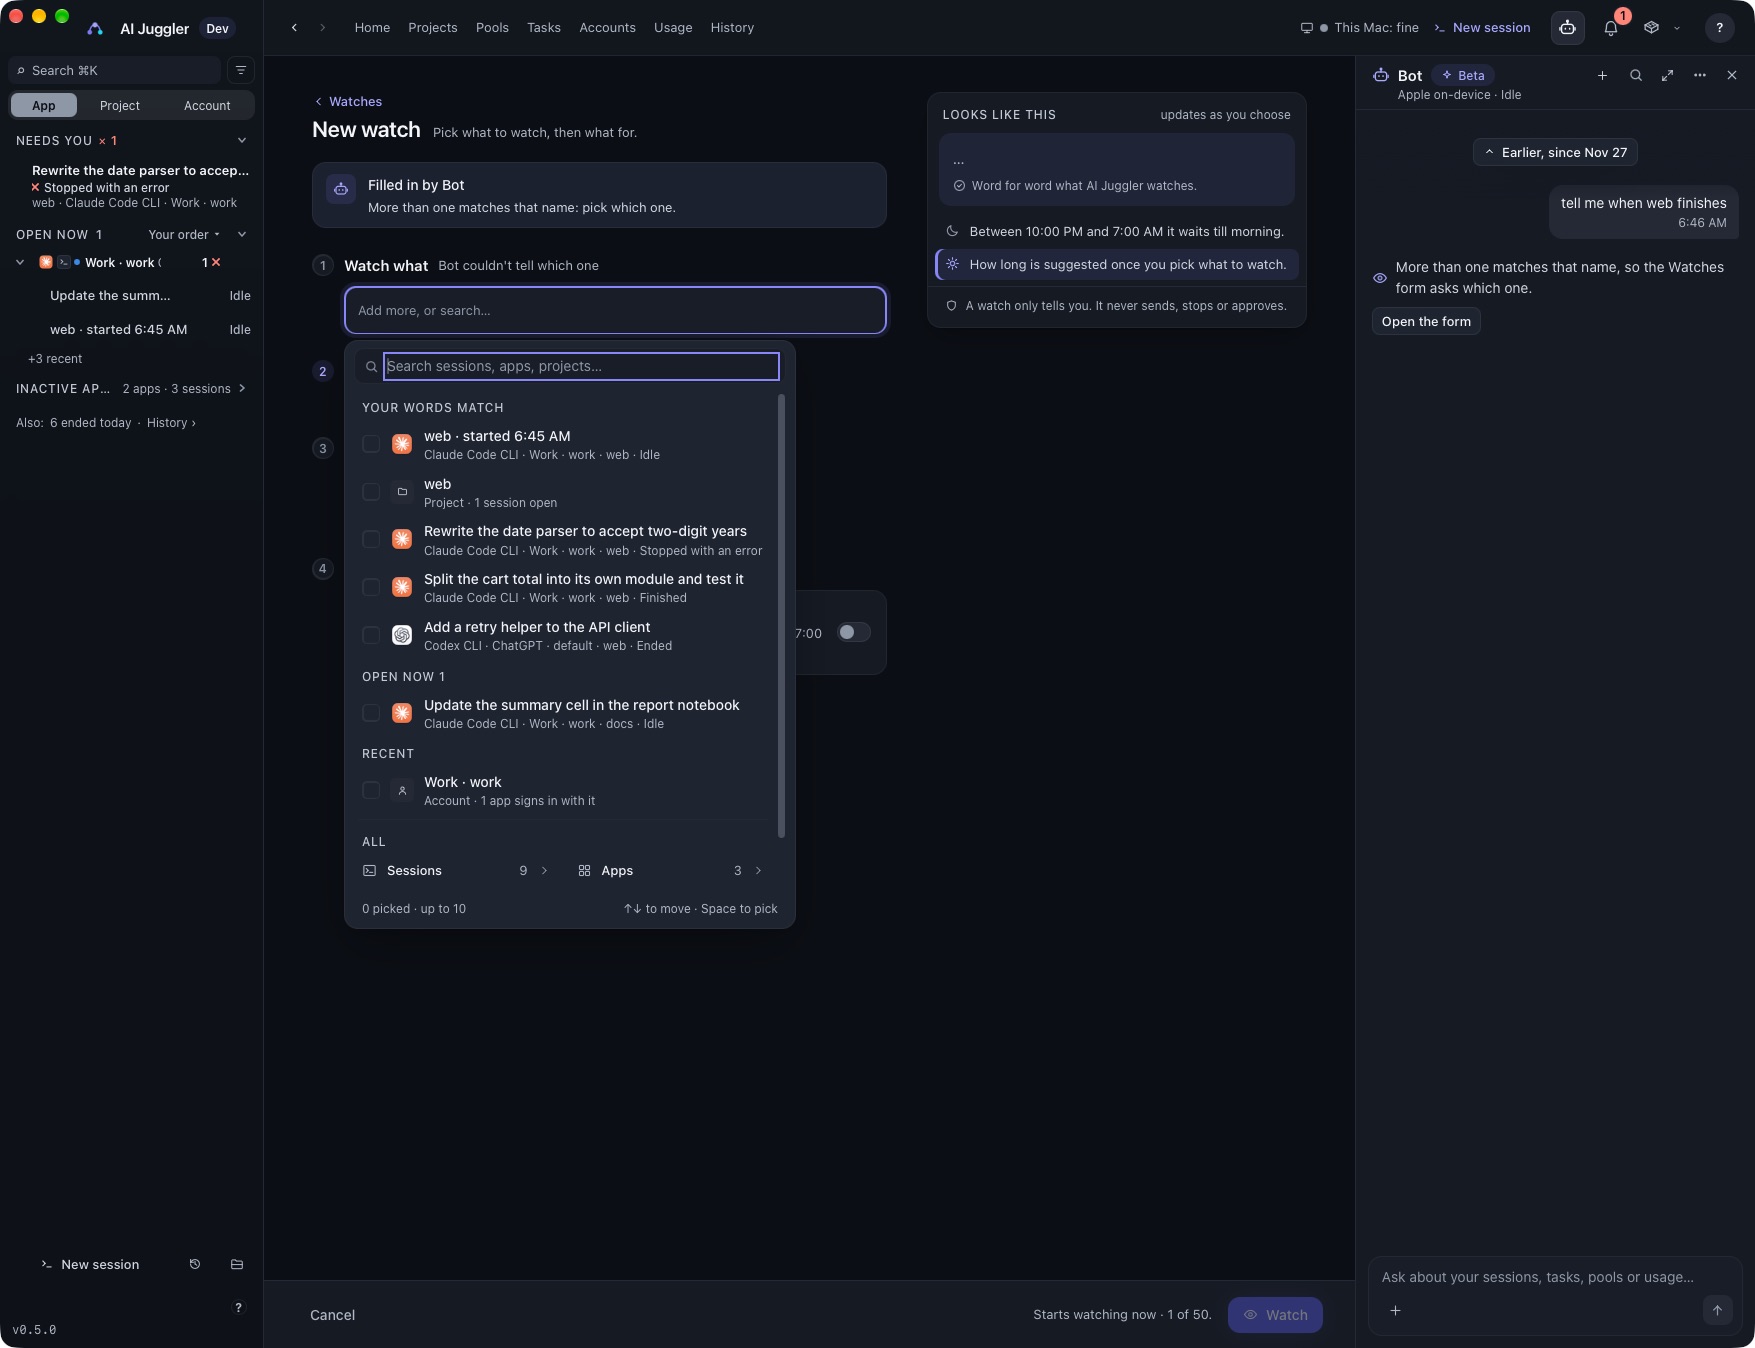 AI Juggler Dev
Search ⌘K
App Project Account
NEEDS YOU × 1
Rewrite the date parser to accep...
× Stopped with an error
web · Claude Code CLI · Work · work
OPEN NOW 1 Your order
Work · work 1 ×
Update the summ... Idle
web · started 6:45 AM Idle
+3 recent
INACTIVE AP... 2 apps · 3 sessions
Also: 6 ended today · History ›
New session
?
v0.5.0
Home Projects Pools Tasks Accounts Usage History
This Mac: fine New session 1 ?
Watches
New watch Pick what to watch, then what for.
Filled in by Bot
More than one matches that name: pick which one.
1 Watch what Bot couldn't tell which one
Add more, or search...
2
3
4
Search sessions, apps, projects...
YOUR WORDS MATCH
web · started 6:45 AM
Claude Code CLI · Work · work · web · Idle
web
Project · 1 session open
Rewrite the date parser to accept two-digit years
Claude Code CLI · Work · work · web · Stopped with an error
Split the cart total into its own module and test it
Claude Code CLI · Work · work · web · Finished
Add a retry helper to the API client
Codex CLI · ChatGPT · default · web · Ended
OPEN NOW 1
Update the summary cell in the report notebook
Claude Code CLI · Work · work · docs · Idle
RECENT
Work · work
Account · 1 app signs in with it
ALL
Sessions 9 Apps 3
0 picked · up to 10 ↑↓ to move · Space to pick
7:00
LOOKS LIKE THIS updates as you choose
...
Word for word what AI Juggler watches.
Between 10:00 PM and 7:00 AM it waits till morning.
How long is suggested once you pick what to watch.
A watch only tells you. It never sends, stops or approves.
Cancel Starts watching now · 1 of 50. Watch
Bot Beta
Apple on-device · Idle
Earlier, since Nov 27
tell me when web finishes
6:46 AM
More than one matches that name, so the Watches
form asks which one.
Open the form
Ask about your sessions, tasks, pools or usage...